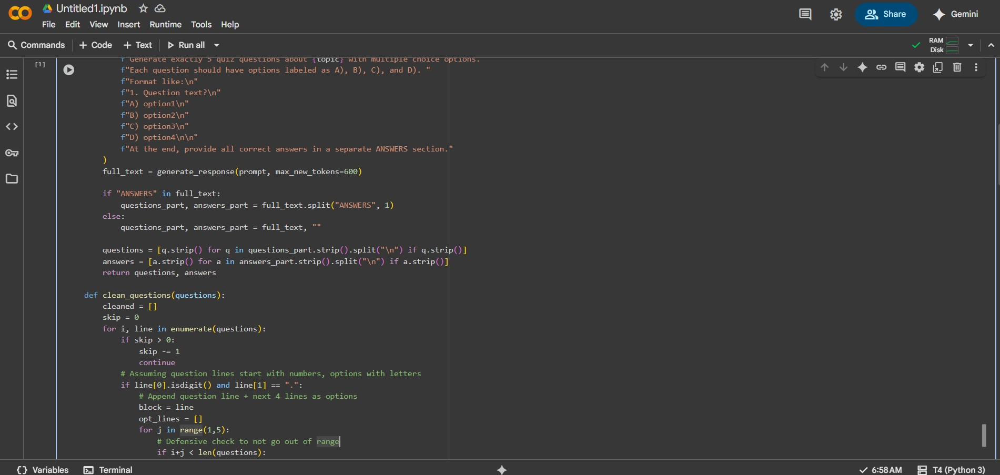 Untitled1.ipynb
File Edit View Insert Runtime Tools Help
Share
Gemini
Commands + Code + Text Run all
RAM
Disk
[1]
f"Generate exactly 5 quiz questions about {topic} with multiple choice options.
f"Each question should have options labeled as A), B), C), and D). "
f"Format like:\n"
f"1. Question text?\n"
f"A) option1\n"
f"B) option2\n"
f"C) option3\n"
f"D) option4\n\n"
f"At the end, provide all correct answers in a separate ANSWERS section."
)
full_text = generate_response(prompt, max_new_tokens=600)
if "ANSWERS" in full_text:
questions_part, answers_part = full_text.split("ANSWERS", 1)
else:
questions_part, answers_part = full_text, ""
questions = [q.strip() for q in questions_part.strip().split("\n") if q.strip()]
answers = [a.strip() for a in answers_part.strip().split("\n") if a.strip()]
return questions, answers
def clean_questions(questions):
cleaned = []
skip = 0
for i, line in enumerate(questions):
if skip > 0:
skip -= 1
continue
# Assuming question lines start with numbers, options with letters
if line[0].isdigit() and line[1] == ".":
# Append question line + next 4 lines as options
block = line
opt_lines = []
for j in range(1,5):
# Defensive check to not go out of range
if i+j < len(questions):
{} Variables Terminal
6:58 AM
T4 (Python 3)